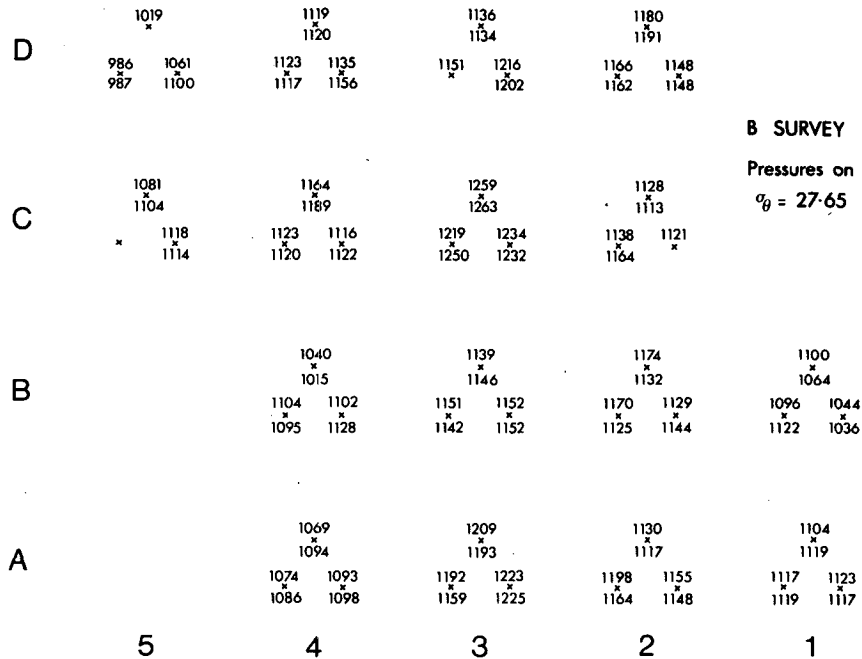 1019 1119 1136 1180
1120 1134 1191
D
986 1061 1123 1135 1151 1216 1166 1148
987 1100 1117 1156 1202 1162 1148
B SURVEY
Pressures on
σθ = 27·65
1081 1164 1259 1128
1104 1189 1263 1113
C
1118 1123 1116 1219 1234 1138 1121
1114 1120 1122 1250 1232 1164
1040 1139 1174 1100
1015 1146 1132 1064
B
1104 1102 1151 1152 1170 1129 1096 1044
1095 1128 1142 1152 1125 1144 1122 1036
1069 1209 1130 1104
1094 1193 1117 1119
A
1074 1093 1192 1223 1198 1155 1117 1123
1086 1098 1159 1225 1164 1148 1119 1117
5 4 3 2 1